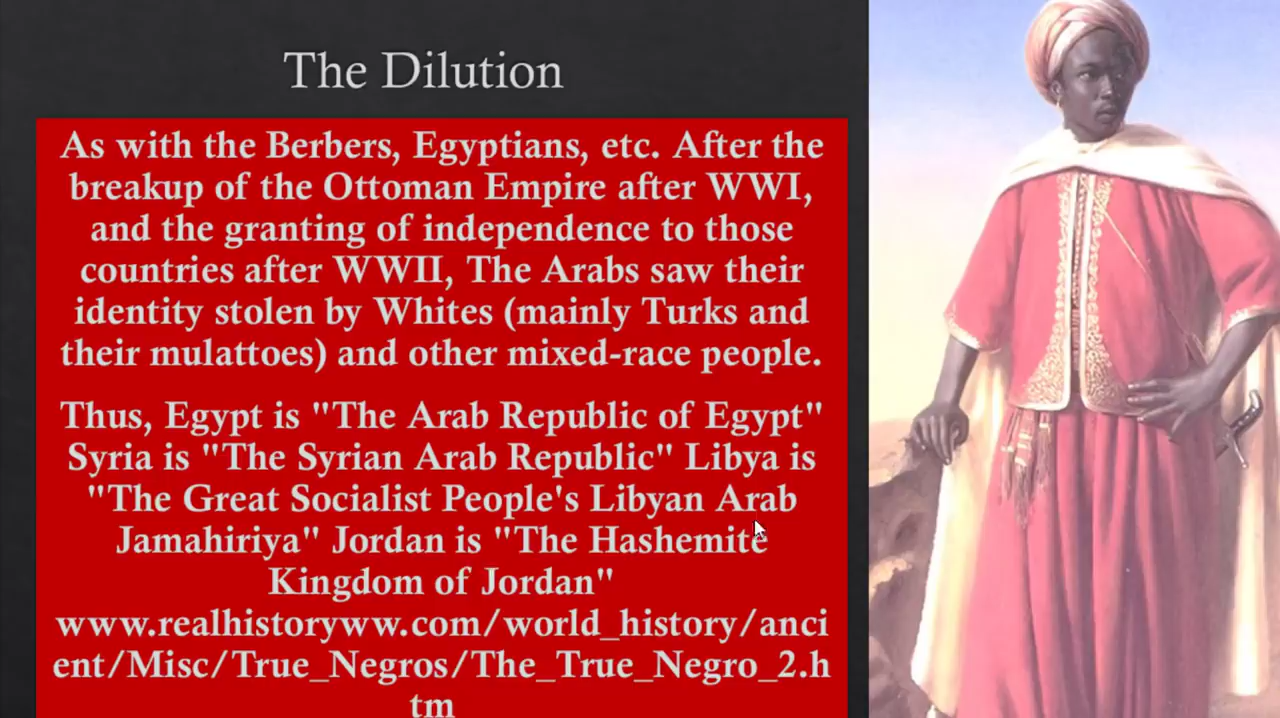 The Dilution
As with the Berbers, Egyptians, etc. After the
breakup of the Ottoman Empire after WWI,
and the granting of independence to those
countries after WWII, The Arabs saw their
identity stolen by Whites (mainly Turks and
their mulattoes) and other mixed-race people.
Thus, Egypt is "The Arab Republic of Egypt"
Syria is "The Syrian Arab Republic" Libya is
"The Great Socialist People's Libyan Arab
Jamahiriya" Jordan is "The Hashemite
Kingdom of Jordan"
www.realhistoryww.com/world_history/anci
ent/Misc/True_Negros/The_True_Negro_2.h
tm